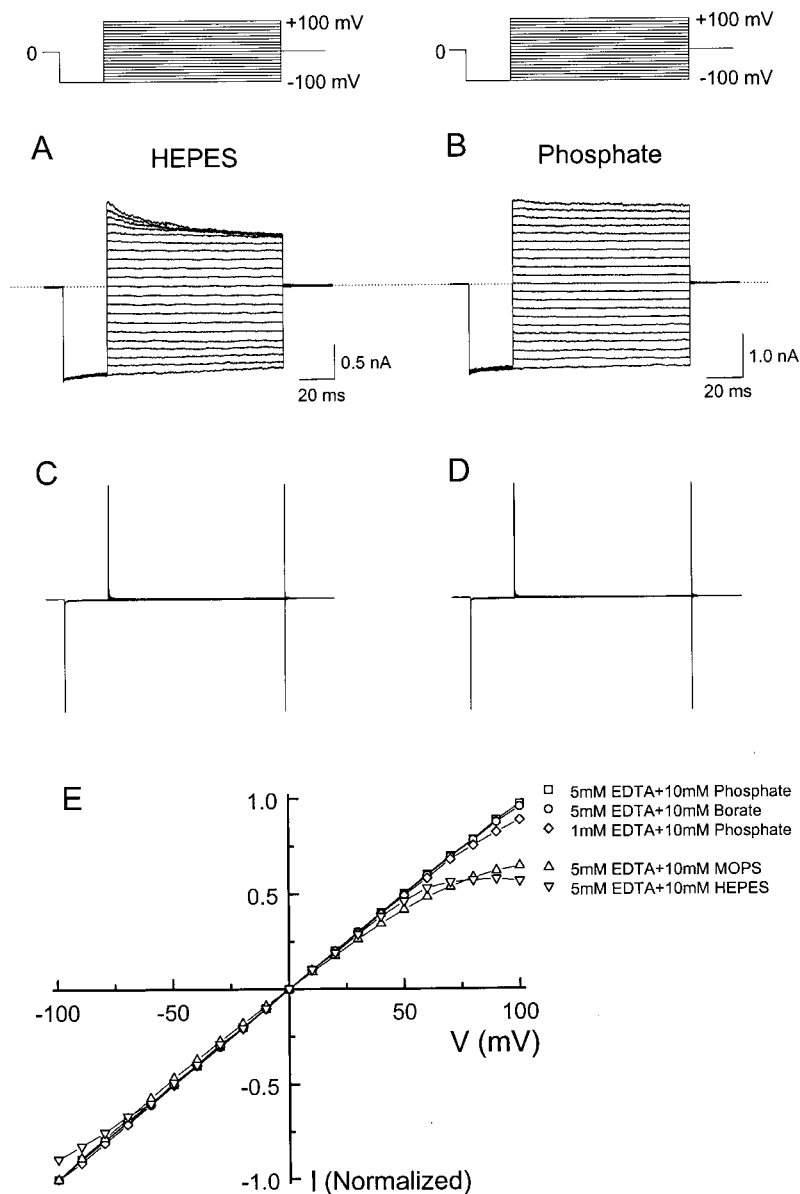 +100 mV
0
-100 mV
+100 mV
0
-100 mV
A
HEPES
0.5 nA
20 ms
B
Phosphate
1.0 nA
20 ms
C
D
E
1.0
0.5
-0.5
-1.0
-100
-50
50
100
V (mV)
I (Normalized)
5mM EDTA+10mM Phosphate
5mM EDTA+10mM Borate
1mM EDTA+10mM Phosphate
5mM EDTA+10mM MOPS
5mM EDTA+10mM HEPES